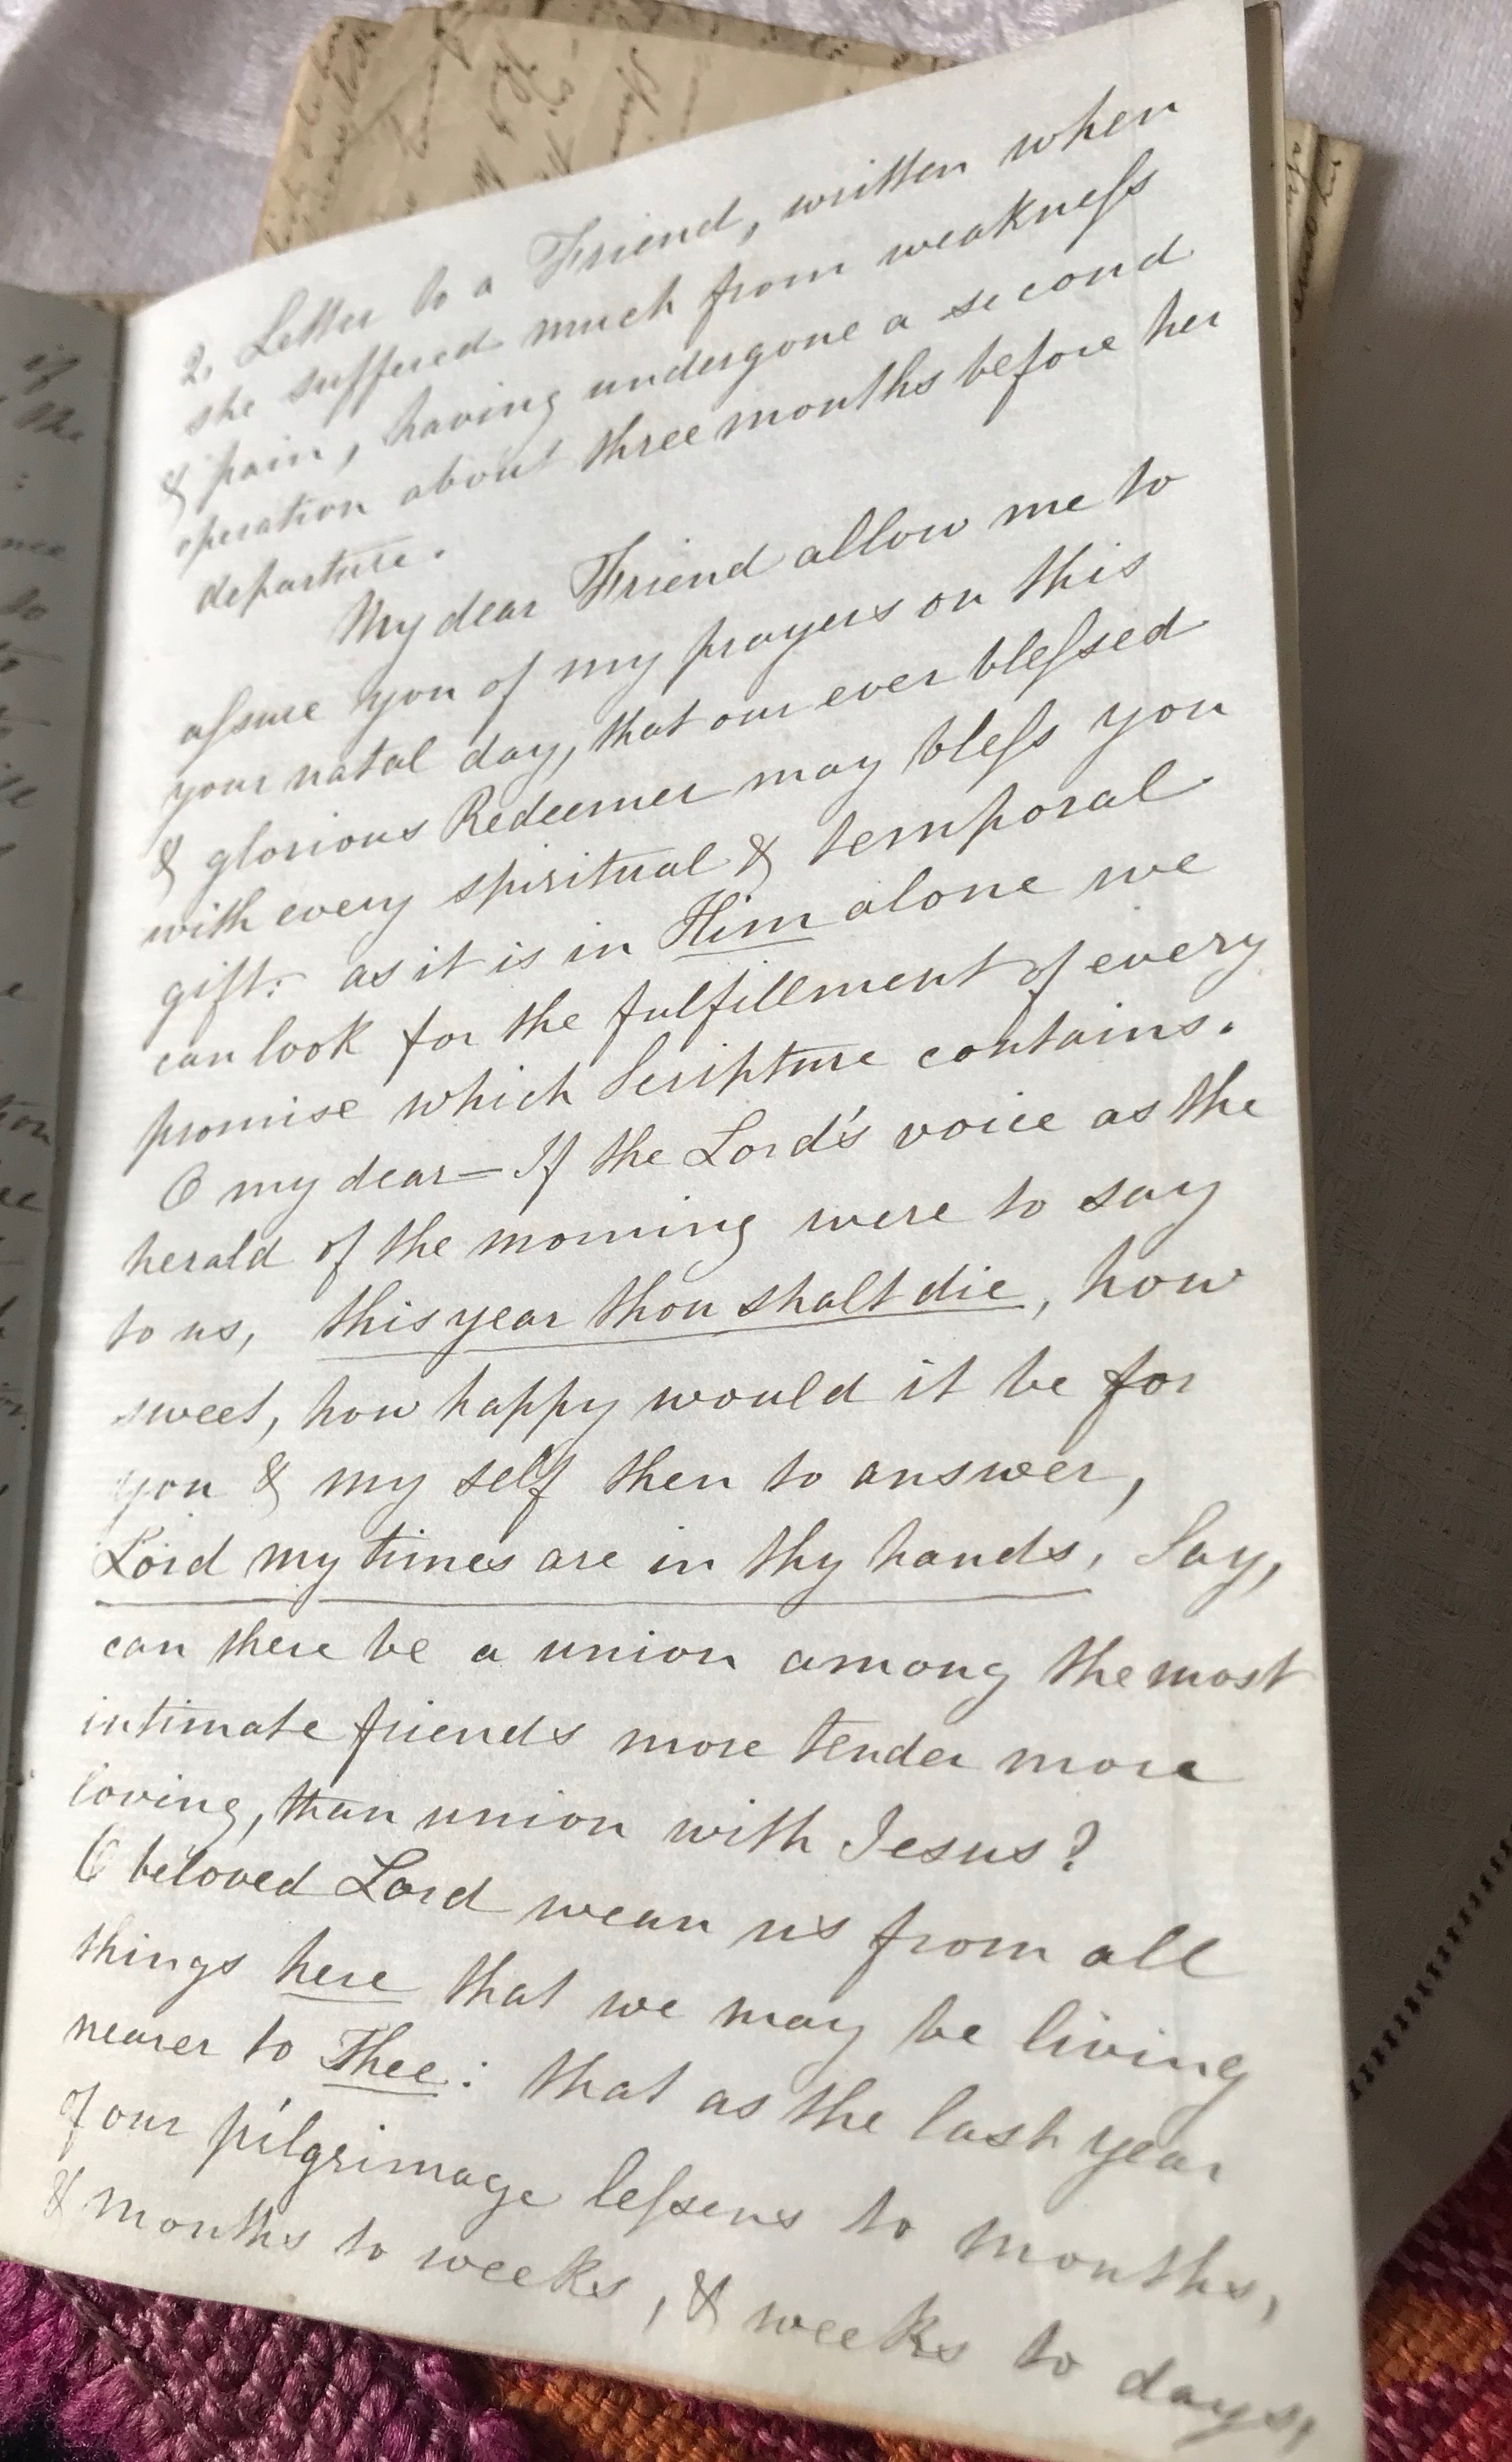 2. Letter to a Friend, written when
she suffered much from weakneſs
& pain, having undergone a second
operation about three months before her
departure.
My dear Friend allow me to
aſsure you of my prayers on this
your natal day, that our ever bleſsed
& glorious Redeemer may bleſs you
with every spiritual & temporal
gift: as it is in Him alone we
can look for the fulfillment of every
promise which Scripture contains.
O my dear — If the Lord's voice as the
herald of the morning were to say
to us, this year thou shalt die, how
sweet, how happy would it be for
you & my self then to answer,
Lord my times are in thy hands, Say,
can there be a union among the most
intimate friends more tender more
loving, than union with Jesus?
O beloved Lord wean us from all
things here that we may be living
nearer to Thee: that as the last year
of our pilgrimage leſsens to months,
& months to weeks, & weeks to days,